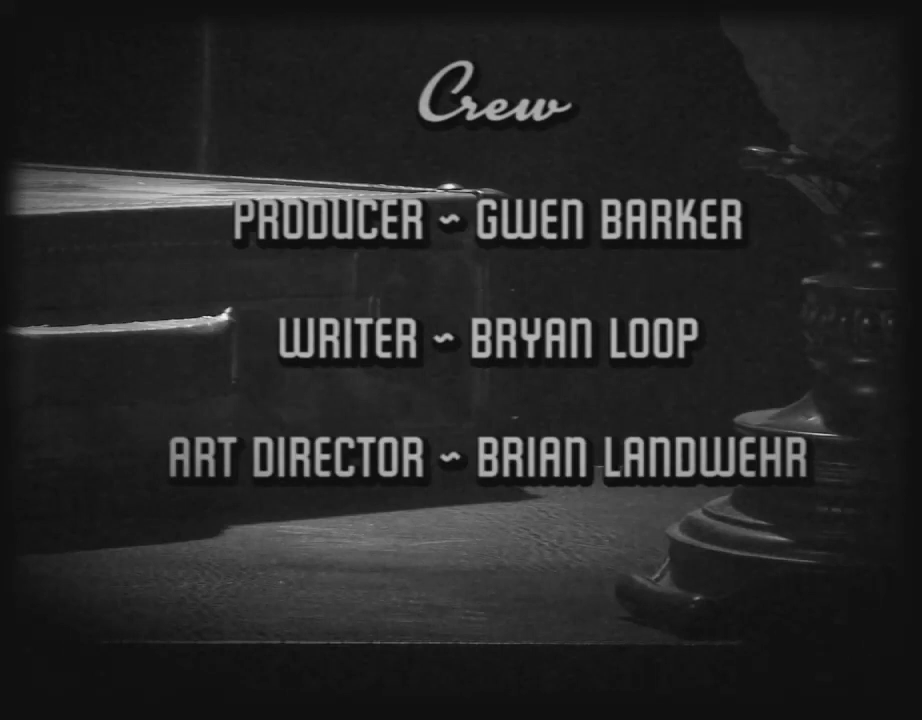 Crew
PRODUCER ~ GWEN BARKER
WRITER ~ BRYAN LOOP
ART DIRECTOR ~ BRIAN LANDWEHR